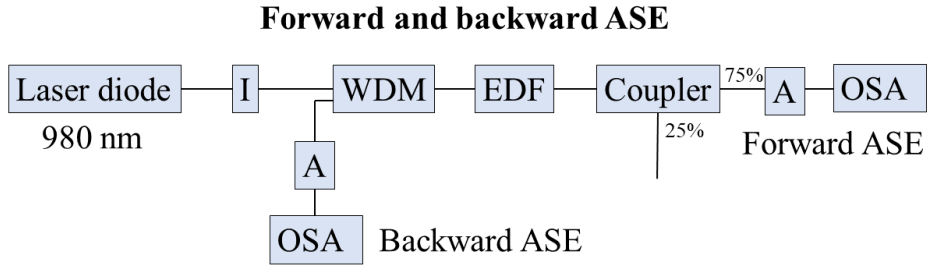 Forward and backward ASE
Laser diode I WDM EDF Coupler 75% A OSA
980 nm 25% Forward ASE
A
OSA Backward ASE